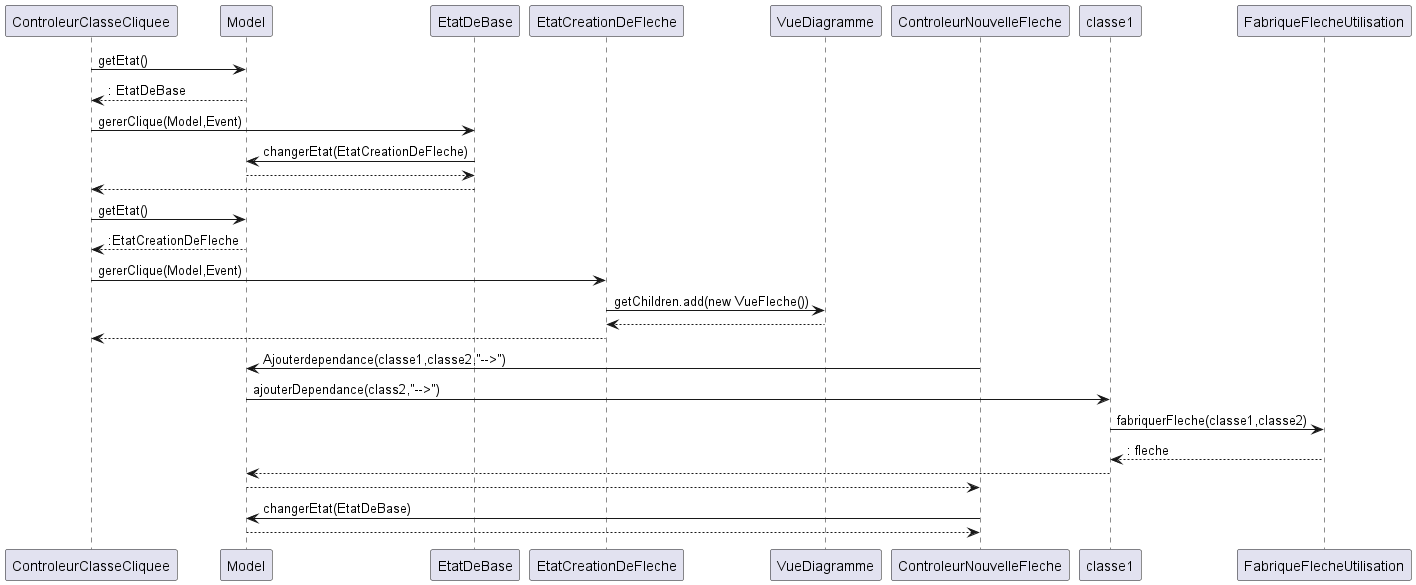 ControleurClasseCliquee Model EtatDeBase EtatCreationDeFleche VueDiagramme ControleurNouvelleFleche classe1 FabriqueFlecheUtilisation
getEtat()
: EtatDeBase
gererClique(Model,Event)
changerEtat(EtatCreationDeFleche)
getEtat()
:EtatCreationDeFleche
gererClique(Model,Event)
getChildren.add(new VueFleche())
Ajouterdependance(classe1,classe2,"-->")
ajouterDependance(class2,"-->")
fabriquerFleche(classe1,classe2)
: fleche
changerEtat(EtatDeBase)
ControleurClasseCliquee Model EtatDeBase EtatCreationDeFleche VueDiagramme ControleurNouvelleFleche classe1 FabriqueFlecheUtilisation